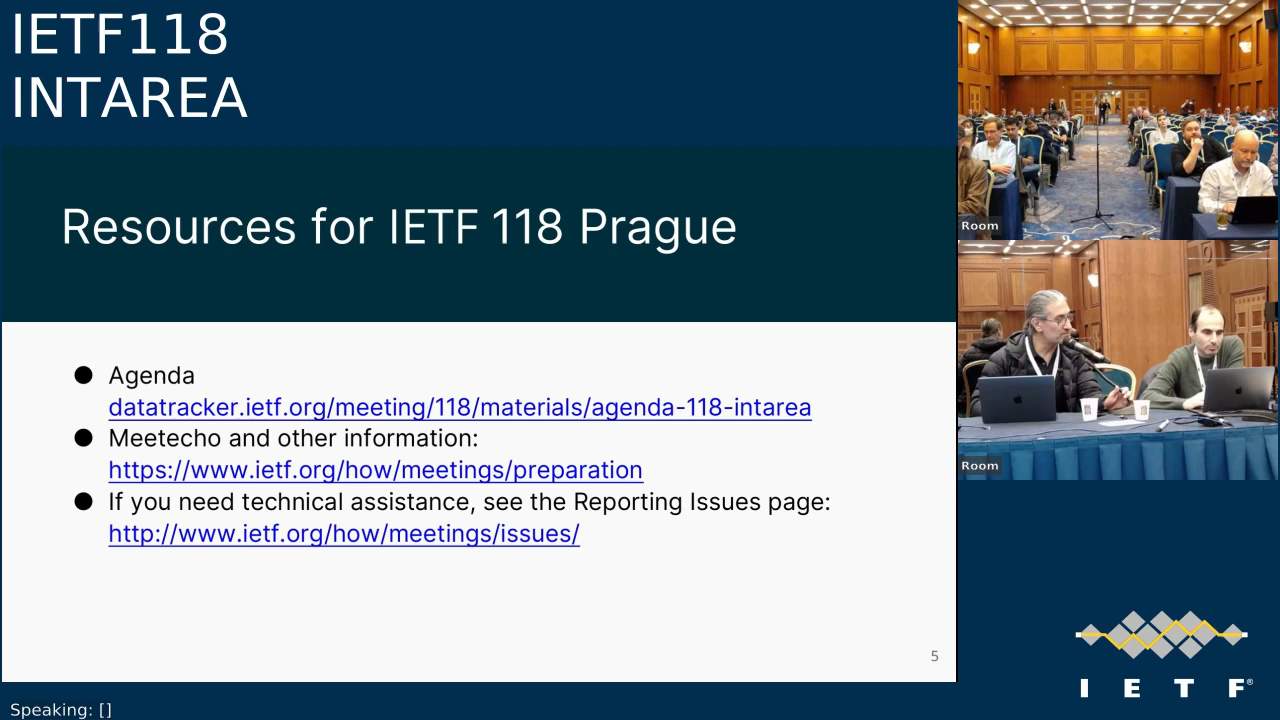 IETF118
INTAREA
Resources for IETF 118 Prague
● Agenda
datatracker.ietf.org/meeting/118/materials/agenda-118-intarea
● Meetecho and other information:
https://www.ietf.org/how/meetings/preparation
● If you need technical assistance, see the Reporting Issues page:
http://www.ietf.org/how/meetings/issues/
5
Room
Room
I E T F®
Speaking: []